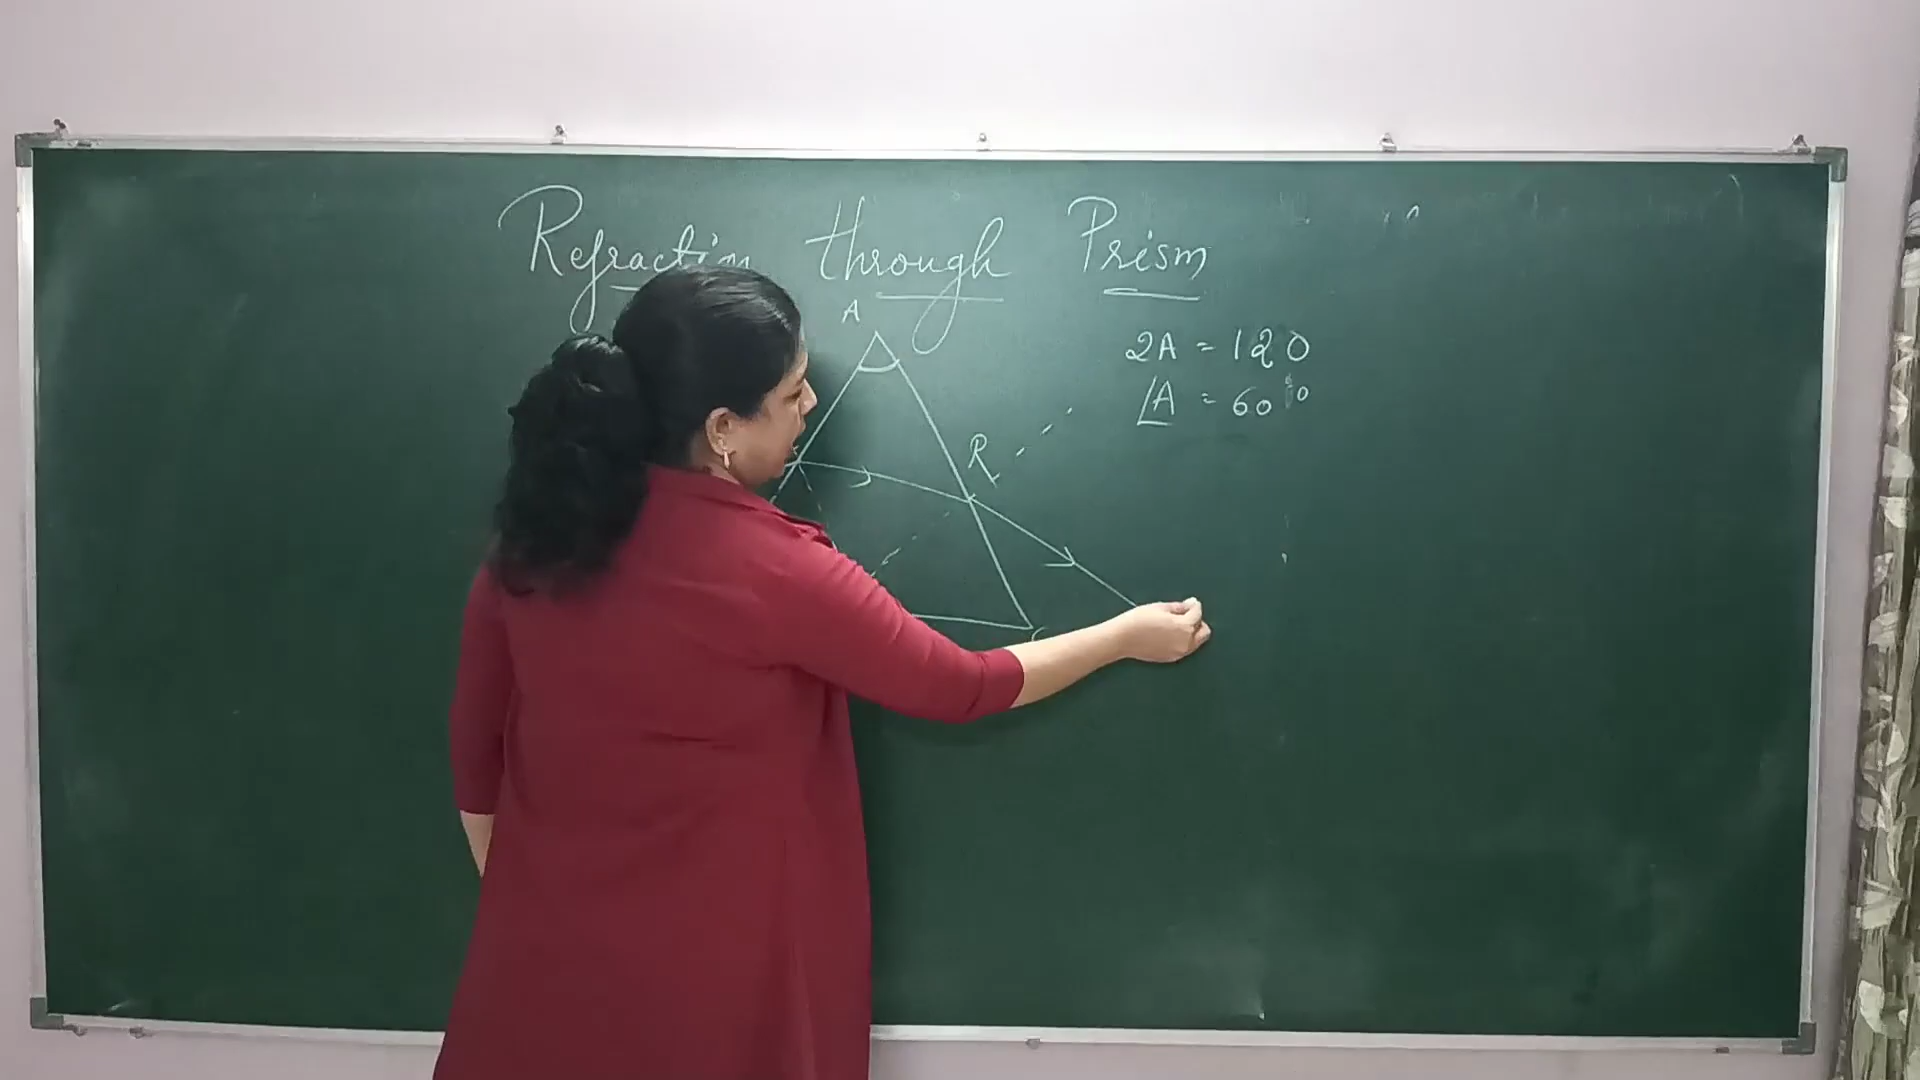 Refraction through Prism
A
2A = 120
∠A = 60°
R